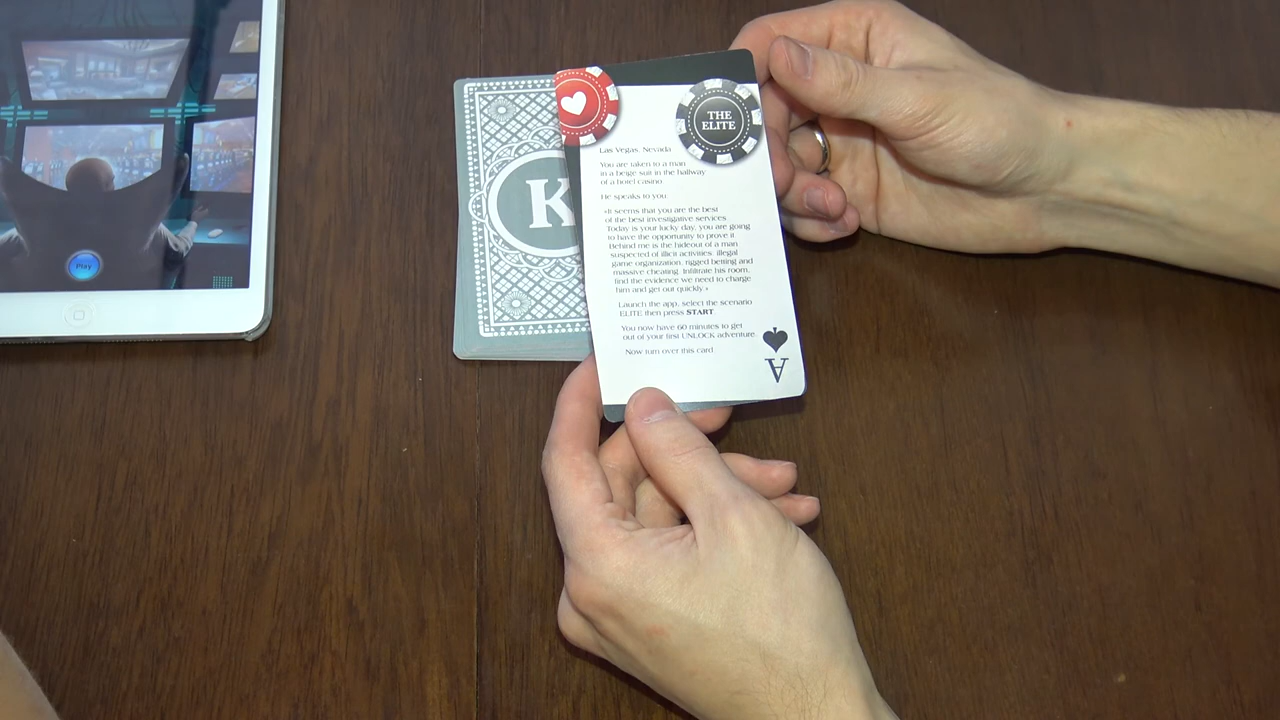 Play
K
THE
ELITE
Las Vegas, Nevada
You are taken to a man
in a beige suit in the hallway
of a hotel casino.
He speaks to you
«It seems that you are the best
of the best investigative services.
Today is your lucky day, you are going
to have the opportunity to prove it.
Behind me is the hideout of a man
suspected of illicit activities: illegal
game organization, rigged betting and
massive cheating. Infiltrate his room,
find the evidence we need to charge
him and get out quickly.»
Launch the app, select the scenario
ELITE then press START.
You now have 60 minutes to get
out of your first UNLOCK adventure.
Now turn over this card.
A